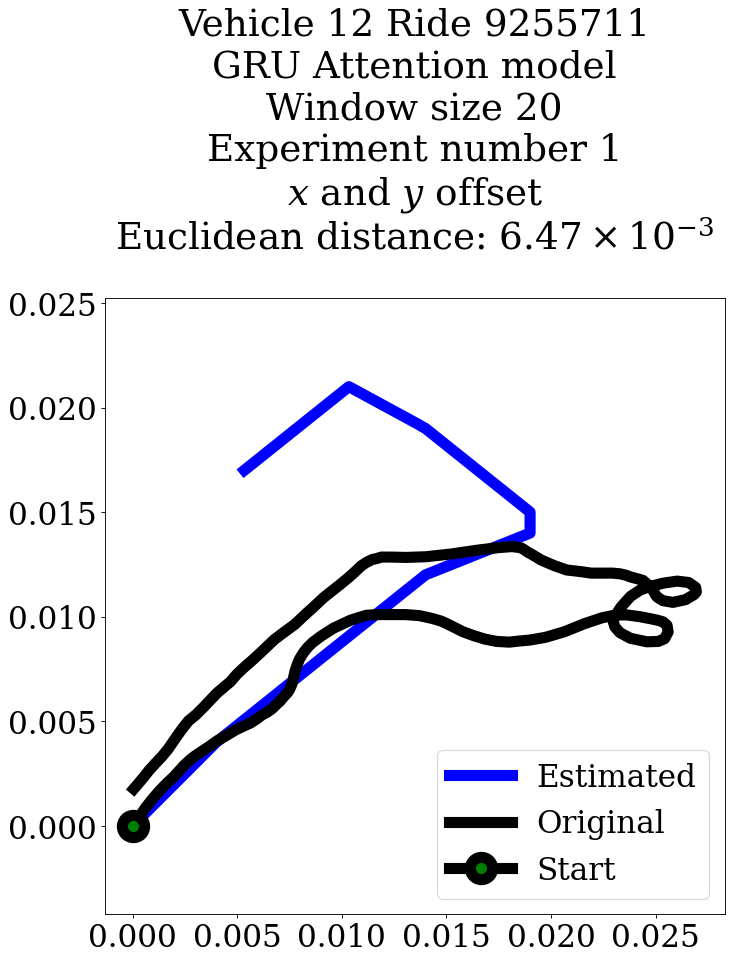 Vehicle 12 Ride 9255711
GRU Attention model
Window size 20
Experiment number 1
x and y offset
Euclidean distance: 6.47 × 10⁻³
0.025
0.020
0.015
0.010
0.005
0.000
Estimated
Original
Start
0.000 0.005 0.010 0.015 0.020 0.025